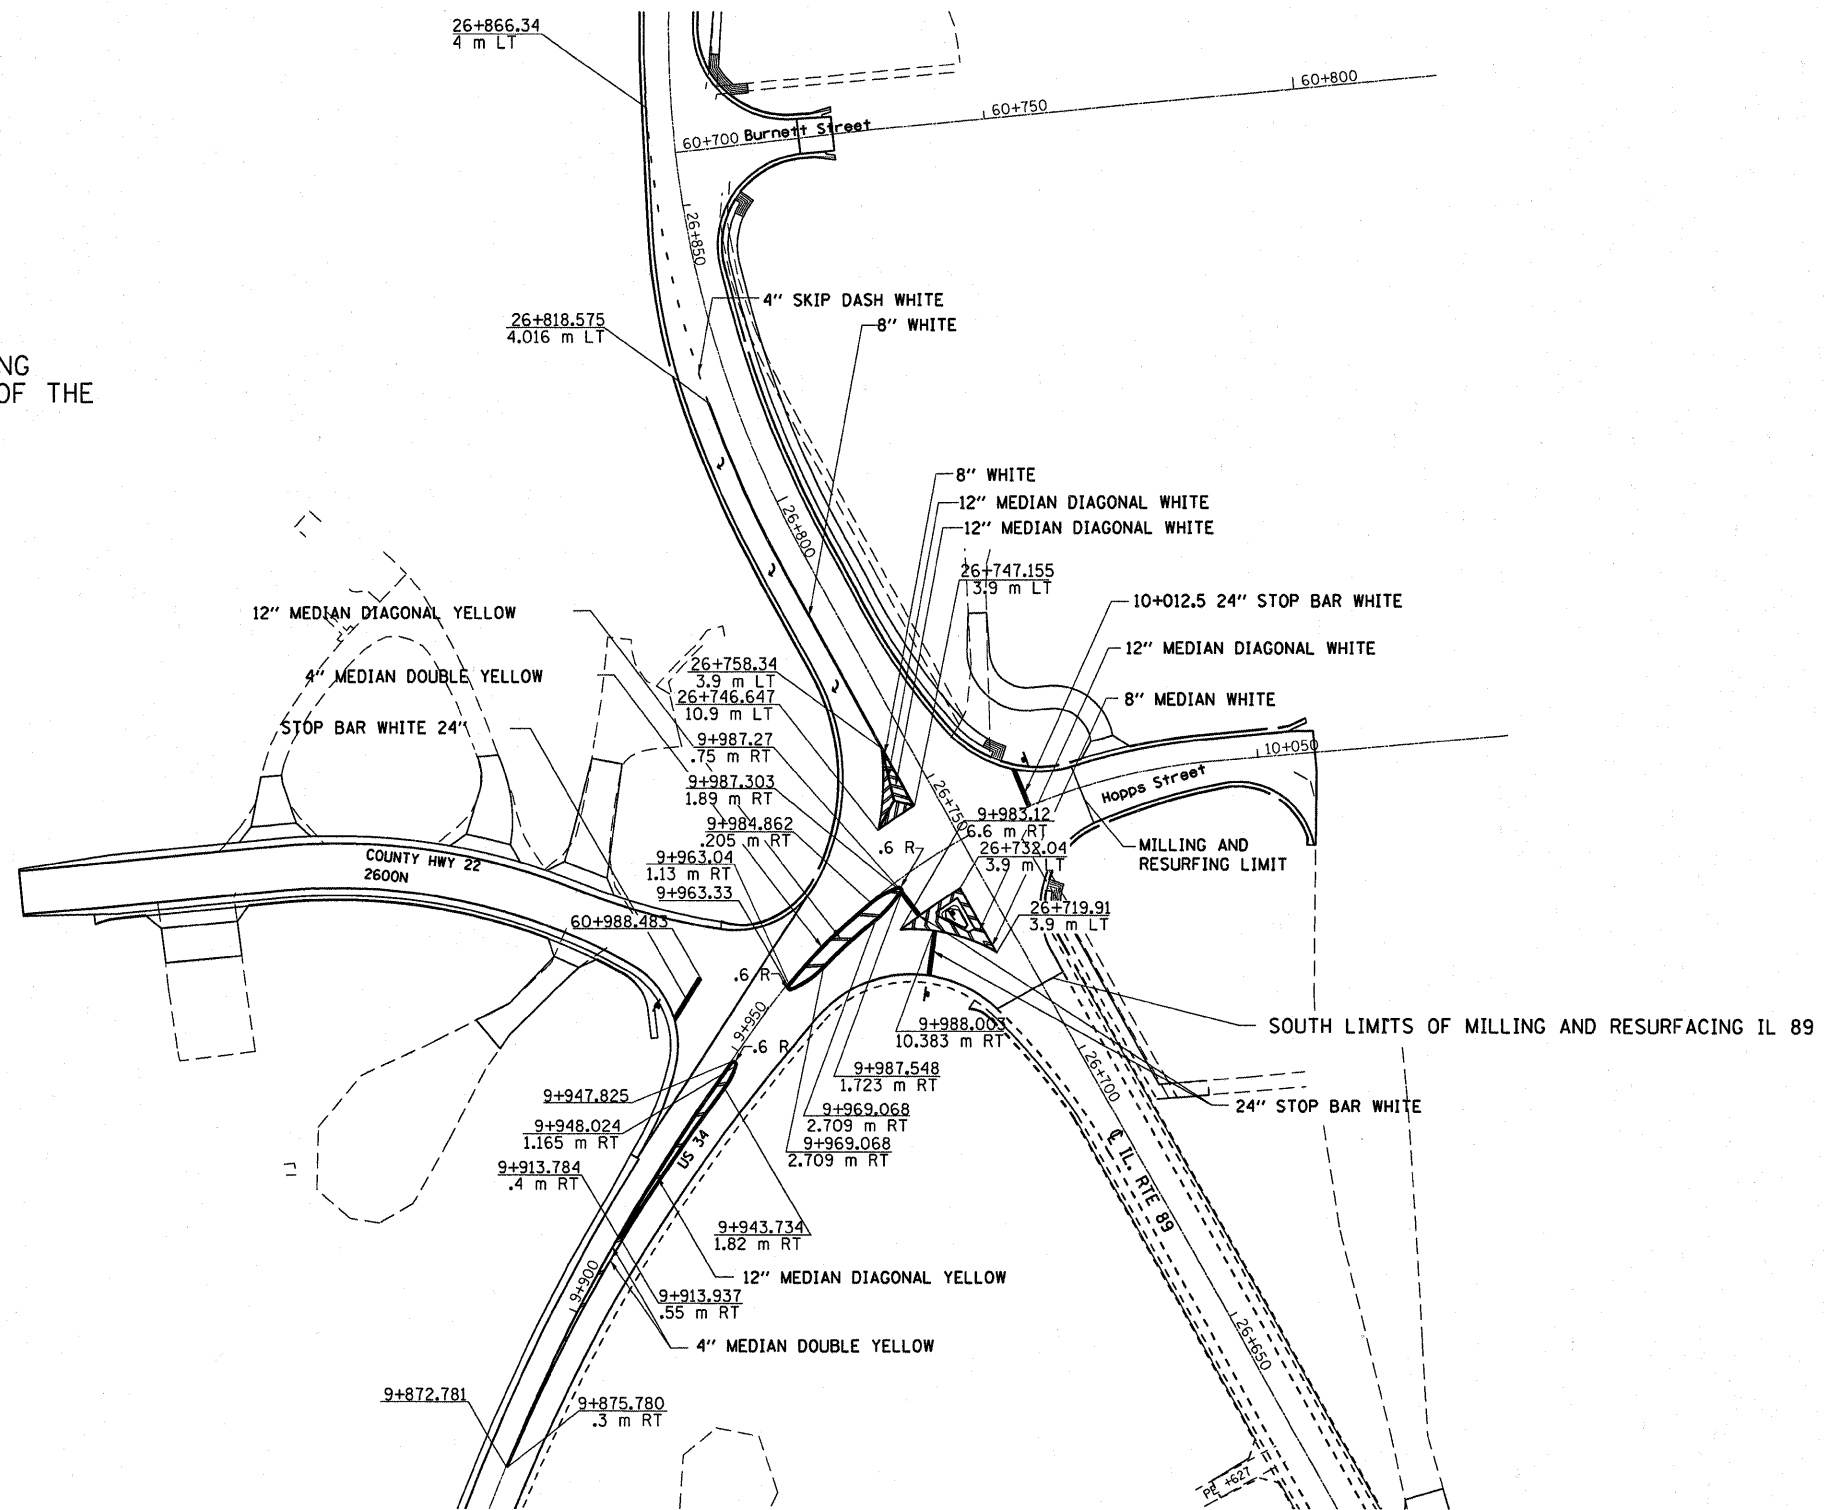 26+866.34
4 m LT
60+800
60+750
60+700 Burnett Street
26+850
4" SKIP DASH WHITE
26+818.575
4.016 m LT
8" WHITE
NG
OF THE
8" WHITE
12" MEDIAN DIAGONAL WHITE
26+800
12" MEDIAN DIAGONAL WHITE
26+747.155
3.9 m LT
10+012.5 24" STOP BAR WHITE
12" MEDIAN DIAGONAL YELLOW
12" MEDIAN DIAGONAL WHITE
26+758.34
3.9 m LT
4" MEDIAN DOUBLE YELLOW
26+746.647
10.9 m LT
8" MEDIAN WHITE
STOP BAR WHITE 24"
9+987.27
.75 m RT
10+050
Hopps Street
9+987.303
1.89 m RT
26+750
9+983.12
6.6 m RT
9+984.862
.205 m RT
.6 R
26+732.04
3.9 m LT
MILLING AND
RESURFING LIMIT
COUNTY HWY 22
2600N
9+963.04
1.13 m RT
9+963.33
26+719.91
3.9 m LT
60+988.483
.6 R
9+950
9+988.003
10.383 m RT
SOUTH LIMITS OF MILLING AND RESURFACING IL 89
.6 R
9+987.548
1.723 m RT
26+700
9+947.825
9+969.068
2.709 m RT
24" STOP BAR WHITE
9+948.024
1.165 m RT
9+969.068
2.709 m RT
US 34
9+913.784
.4 m RT
℄ IL. RTE 89
9+943.734
1.82 m RT
12" MEDIAN DIAGONAL YELLOW
9+900
9+913.937
.55 m RT
4" MEDIAN DOUBLE YELLOW
26+650
9+872.781
9+875.780
.3 m RT
PE +627